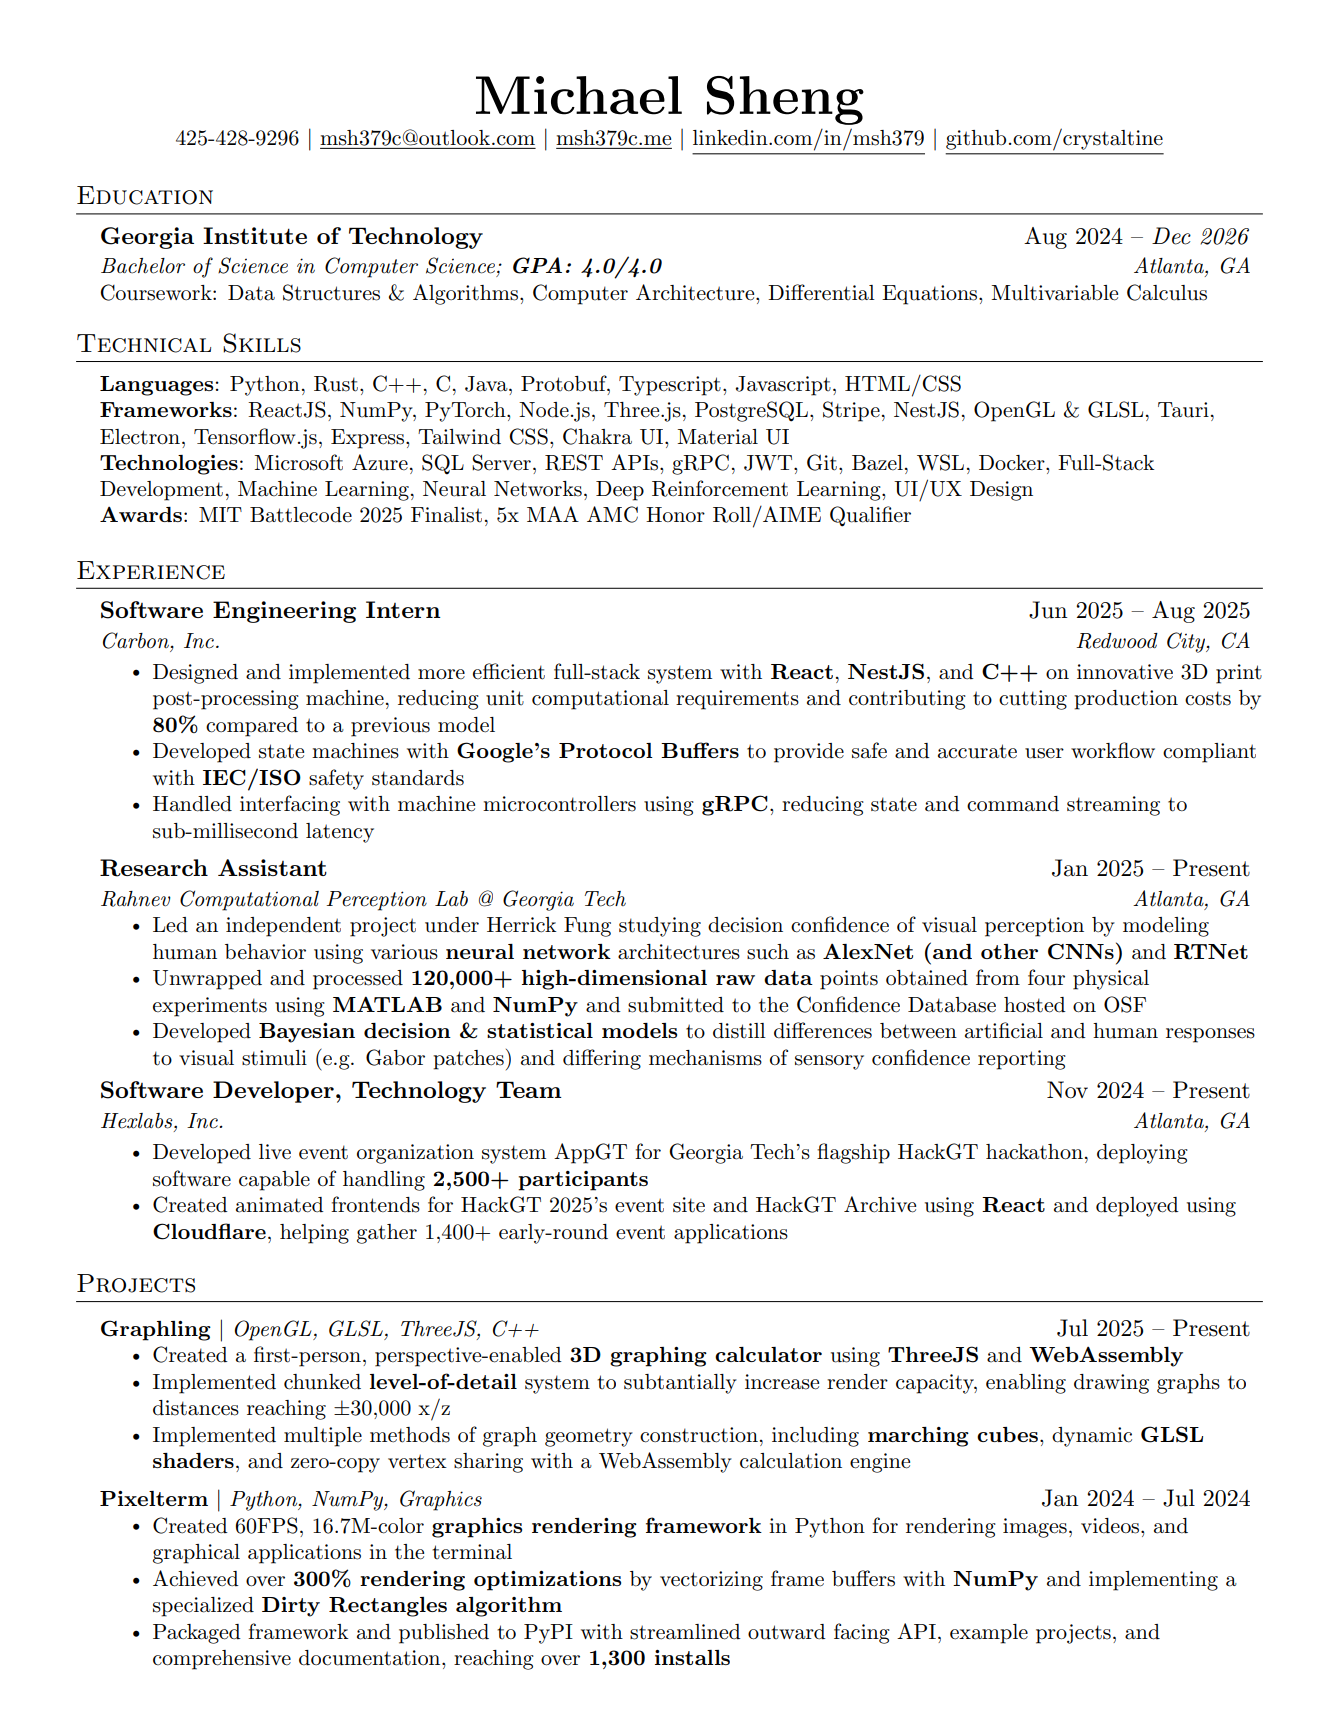 Michael Sheng
425-428-9296 | msh379c@outlook.com | msh379c.me | linkedin.com/in/msh379 | github.com/crystaltine
Education
Georgia Institute of Technology Aug 2024 – Dec 2026
Bachelor of Science in Computer Science; GPA: 4.0/4.0 Atlanta, GA
Coursework: Data Structures & Algorithms, Computer Architecture, Differential Equations, Multivariable Calculus
Technical Skills
Languages: Python, Rust, C++, C, Java, Protobuf, Typescript, Javascript, HTML/CSS
Frameworks: ReactJS, NumPy, PyTorch, Node.js, Three.js, PostgreSQL, Stripe, NestJS, OpenGL & GLSL, Tauri,
Electron, Tensorflow.js, Express, Tailwind CSS, Chakra UI, Material UI
Technologies: Microsoft Azure, SQL Server, REST APIs, gRPC, JWT, Git, Bazel, WSL, Docker, Full-Stack
Development, Machine Learning, Neural Networks, Deep Reinforcement Learning, UI/UX Design
Awards: MIT Battlecode 2025 Finalist, 5x MAA AMC Honor Roll/AIME Qualifier
Experience
Software Engineering Intern Jun 2025 – Aug 2025
Carbon, Inc. Redwood City, CA
• Designed and implemented more efficient full-stack system with React, NestJS, and C++ on innovative 3D print
post-processing machine, reducing unit computational requirements and contributing to cutting production costs by
80% compared to a previous model
• Developed state machines with Google's Protocol Buffers to provide safe and accurate user workflow compliant
with IEC/ISO safety standards
• Handled interfacing with machine microcontrollers using gRPC, reducing state and command streaming to
sub-millisecond latency
Research Assistant Jan 2025 – Present
Rahnev Computational Perception Lab @ Georgia Tech Atlanta, GA
• Led an independent project under Herrick Fung studying decision confidence of visual perception by modeling
human behavior using various neural network architectures such as AlexNet (and other CNNs) and RTNet
• Unwrapped and processed 120,000+ high-dimensional raw data points obtained from four physical
experiments using MATLAB and NumPy and submitted to the Confidence Database hosted on OSF
• Developed Bayesian decision & statistical models to distill differences between artificial and human responses
to visual stimuli (e.g. Gabor patches) and differing mechanisms of sensory confidence reporting
Software Developer, Technology Team Nov 2024 – Present
Hexlabs, Inc. Atlanta, GA
• Developed live event organization system AppGT for Georgia Tech's flagship HackGT hackathon, deploying
software capable of handling 2,500+ participants
• Created animated frontends for HackGT 2025's event site and HackGT Archive using React and deployed using
Cloudflare, helping gather 1,400+ early-round event applications
Projects
Graphling | OpenGL, GLSL, ThreeJS, C++ Jul 2025 – Present
• Created a first-person, perspective-enabled 3D graphing calculator using ThreeJS and WebAssembly
• Implemented chunked level-of-detail system to subtantially increase render capacity, enabling drawing graphs to
distances reaching ±30,000 x/z
• Implemented multiple methods of graph geometry construction, including marching cubes, dynamic GLSL
shaders, and zero-copy vertex sharing with a WebAssembly calculation engine
Pixelterm | Python, NumPy, Graphics Jan 2024 – Jul 2024
• Created 60FPS, 16.7M-color graphics rendering framework in Python for rendering images, videos, and
graphical applications in the terminal
• Achieved over 300% rendering optimizations by vectorizing frame buffers with NumPy and implementing a
specialized Dirty Rectangles algorithm
• Packaged framework and published to PyPI with streamlined outward facing API, example projects, and
comprehensive documentation, reaching over 1,300 installs